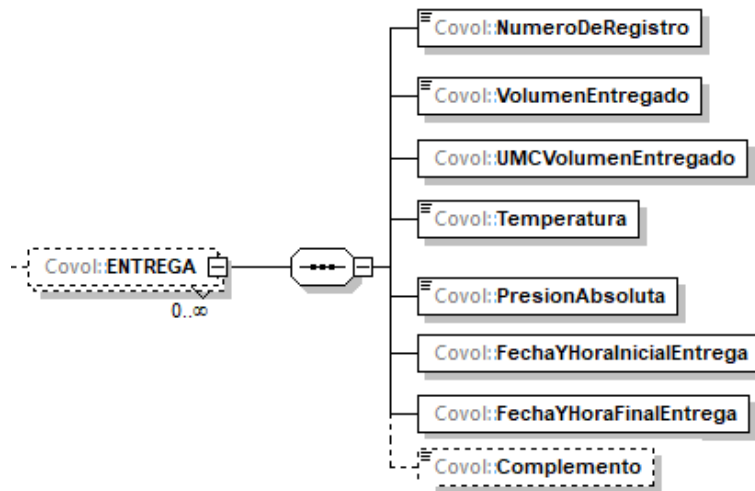 Covol::NumeroDeRegistro
Covol::VolumenEntregado
Covol::UMCVolumenEntregado
Covol::Temperatura
Covol::ENTREGA
0..∞
Covol::PresionAbsoluta
Covol::FechaYHoraInicialEntrega
Covol::FechaYHoraFinalEntrega
Covol::Complemento